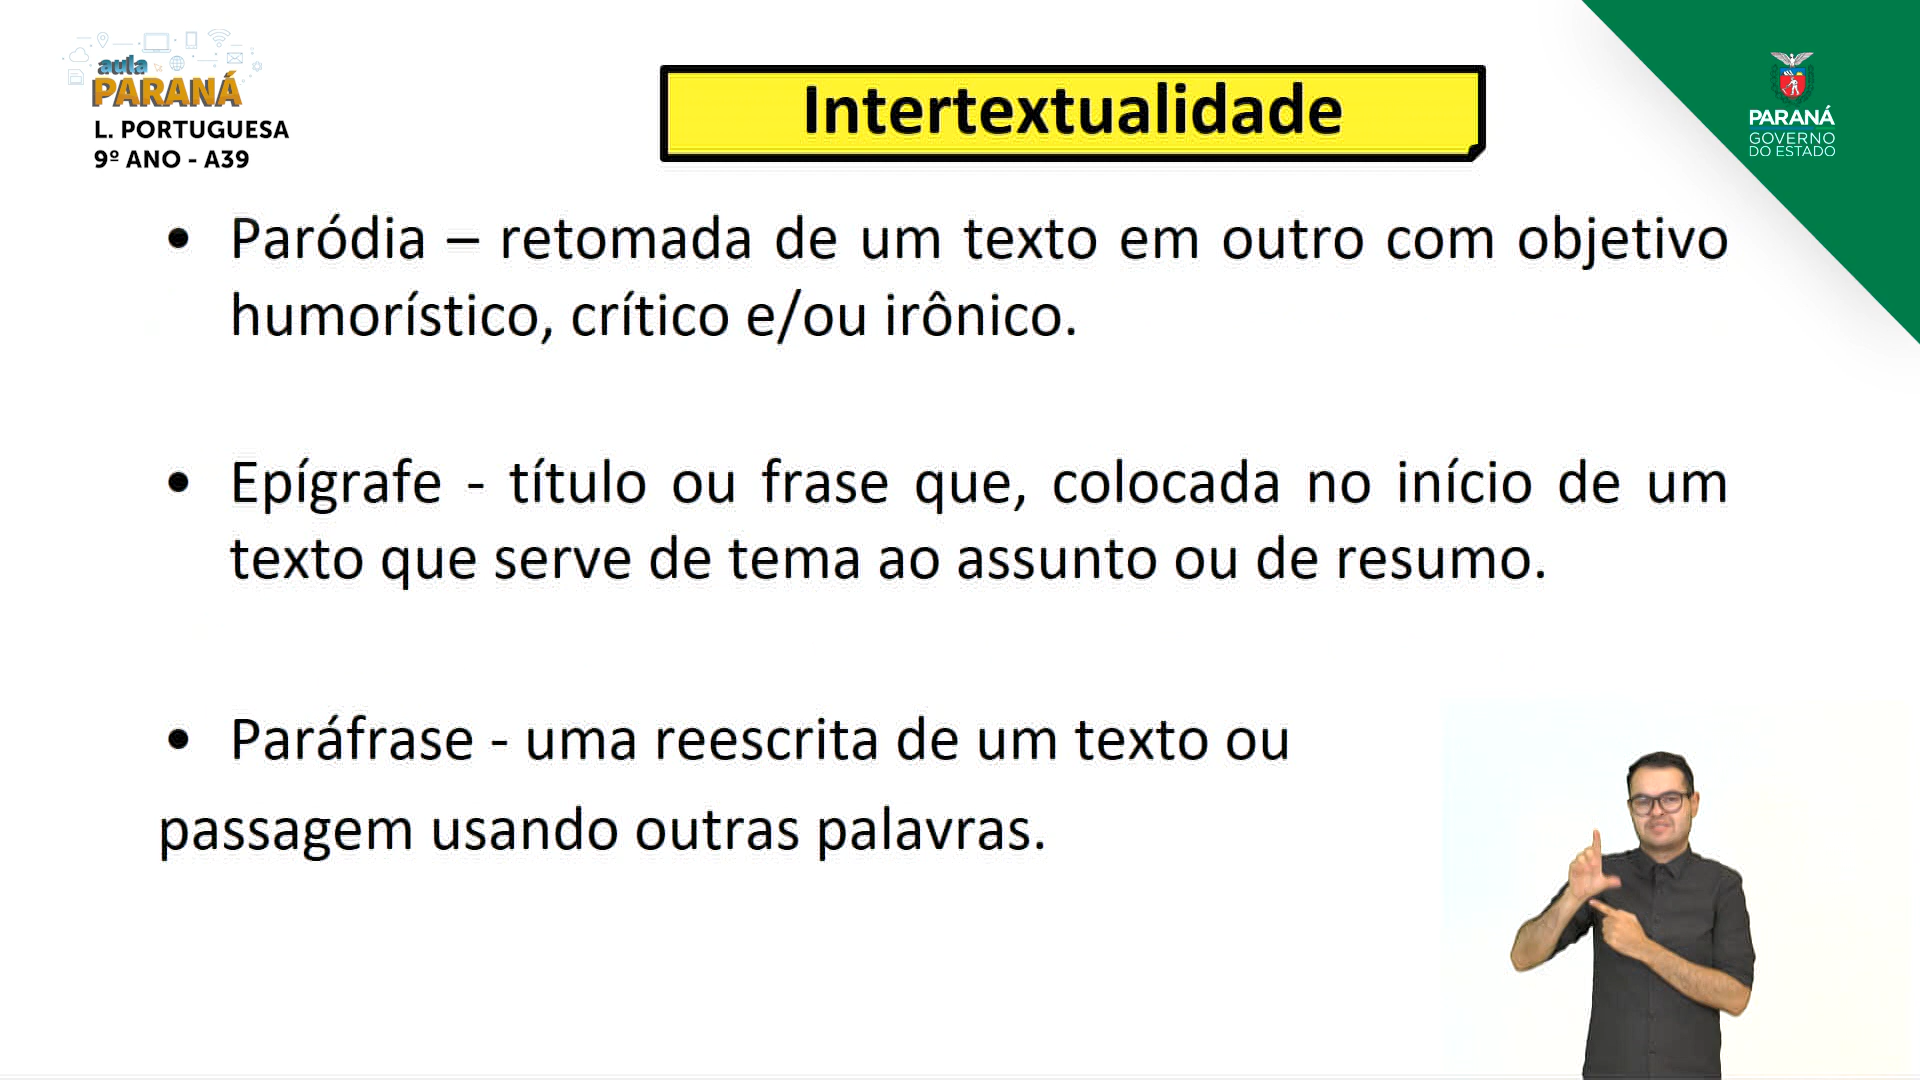 aula
PARANÁ
L. PORTUGUESA
9º ANO - A39
Intertextualidade
PARANÁ
GOVERNO
DO ESTADO
• Paródia – retomada de um texto em outro com objetivo
humorístico, crítico e/ou irônico.
• Epígrafe - título ou frase que, colocada no início de um
texto que serve de tema ao assunto ou de resumo.
• Paráfrase - uma reescrita de um texto ou
passagem usando outras palavras.